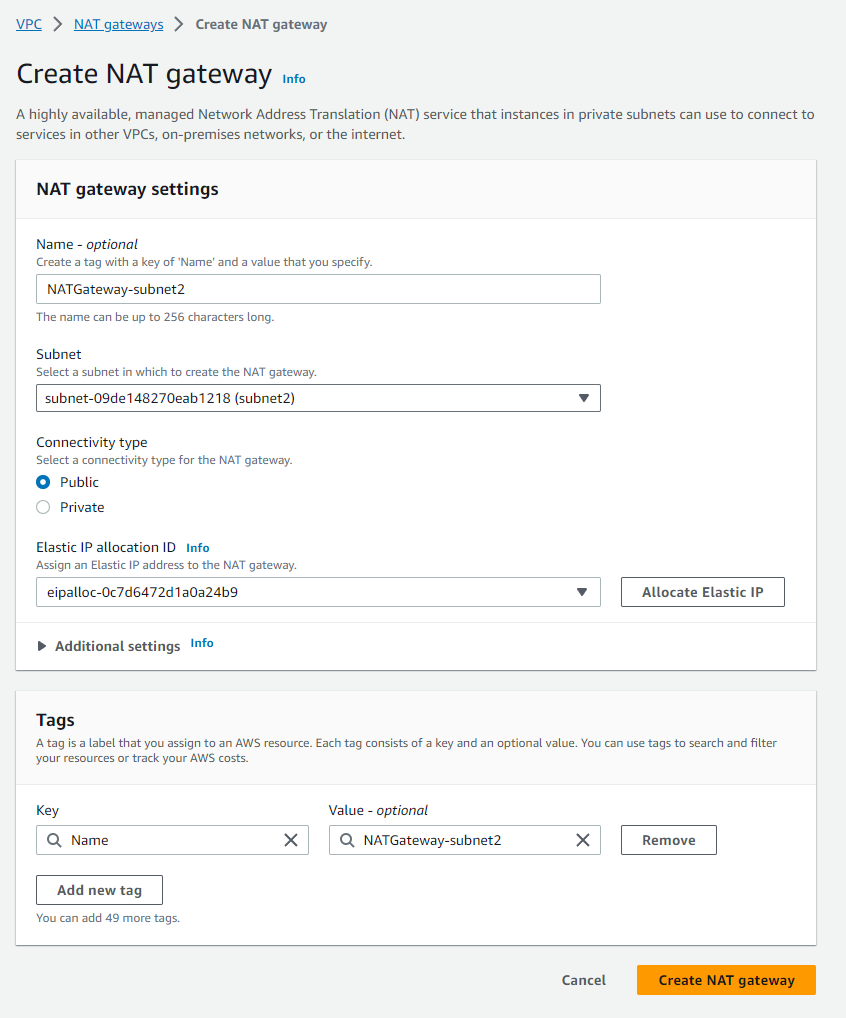 VPC > NAT gateways > Create NAT gateway
Create NAT gateway Info
A highly available, managed Network Address Translation (NAT) service that instances in private subnets can use to connect to
services in other VPCs, on-premises networks, or the internet.
NAT gateway settings
Name - optional
Create a tag with a key of 'Name' and a value that you specify.
NATGateway-subnet2
The name can be up to 256 characters long.
Subnet
Select a subnet in which to create the NAT gateway.
subnet-09de148270eab1218 (subnet2)
Connectivity type
Select a connectivity type for the NAT gateway.
Public
Private
Elastic IP allocation ID Info
Assign an Elastic IP address to the NAT gateway.
eipalloc-0c7d6472d1a0a24b9 Allocate Elastic IP
Additional settings Info
Tags
A tag is a label that you assign to an AWS resource. Each tag consists of a key and an optional value. You can use tags to search and filter
your resources or track your AWS costs.
Key Value - optional
Name NATGateway-subnet2 Remove
Add new tag
You can add 49 more tags.
Cancel Create NAT gateway